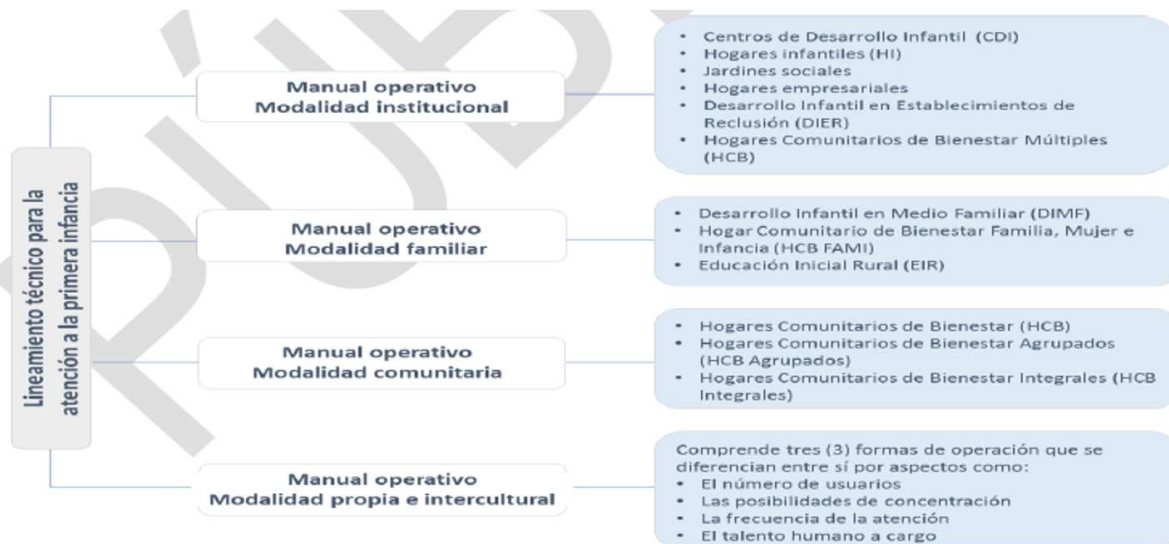 Lineamiento técnico para la
atención a la primera infancia
Manual operativo
Modalidad institucional
• Centros de Desarrollo Infantil (CDI)
• Hogares infantiles (HI)
• Jardines sociales
• Hogares empresariales
• Desarrollo Infantil en Establecimientos de
Reclusión (DIER)
• Hogares Comunitarios de Bienestar Múltiples
(HCB)
Manual operativo
Modalidad familiar
• Desarrollo Infantil en Medio Familiar (DIMF)
• Hogar Comunitario de Bienestar Familia, Mujer e
Infancia (HCB FAMI)
• Educación Inicial Rural (EIR)
Manual operativo
Modalidad comunitaria
• Hogares Comunitarios de Bienestar (HCB)
• Hogares Comunitarios de Bienestar Agrupados
(HCB Agrupados)
• Hogares Comunitarios de Bienestar Integrales (HCB
Integrales)
Manual operativo
Modalidad propia e intercultural
Comprende tres (3) formas de operación que se
diferencian entre sí por aspectos como:
• El número de usuarios
• Las posibilidades de concentración
• La frecuencia de la atención
• El talento humano a cargo